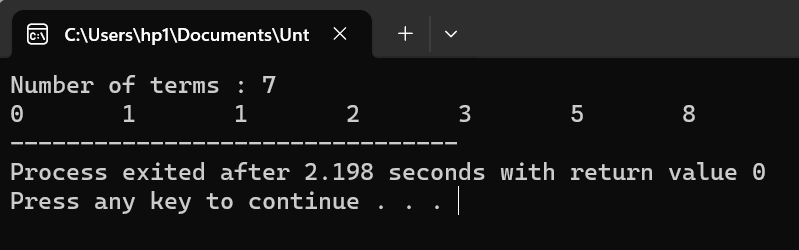 C:\Users\hp1\Documents\Unt
Number of terms : 7
0 1 1 2 3 5 8
--------------------------------
Process exited after 2.198 seconds with return value 0
Press any key to continue . . .